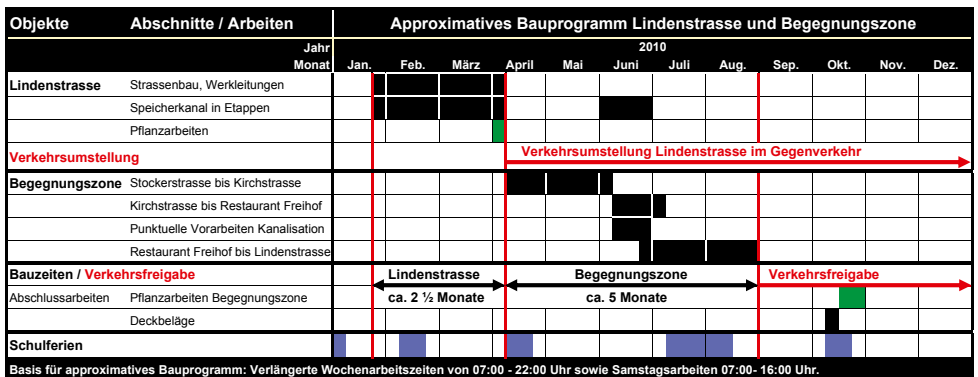 Objekte Abschnitte / Arbeiten Approximatives Bauprogramm Lindenstrasse und Begegnungszone
Jahr 2010
Monat Jan. Feb. März April Mai Juni Juli Aug. Sep. Okt. Nov. Dez.
Lindenstrasse Strassenbau, Werkleitungen
Speicherkanal in Etappen
Pflanzarbeiten
Verkehrsumstellung Verkehrsumstellung Lindenstrasse im Gegenverkehr
Begegnungszone Stockerstrasse bis Kirchstrasse
Kirchstrasse bis Restaurant Freihof
Punktuelle Vorarbeiten Kanalisation
Restaurant Freihof bis Lindenstrasse
Bauzeiten / Verkehrsfreigabe Lindenstrasse Begegnungszone Verkehrsfreigabe
Abschlussarbeiten Pflanzarbeiten Begegnungszone ca. 2 ½ Monate ca. 5 Monate
Deckbeläge
Schulferien
Basis für approximatives Bauprogramm: Verlängerte Wochenarbeitszeiten von 07:00 - 22:00 Uhr sowie Samstagsarbeiten 07:00- 16:00 Uhr.